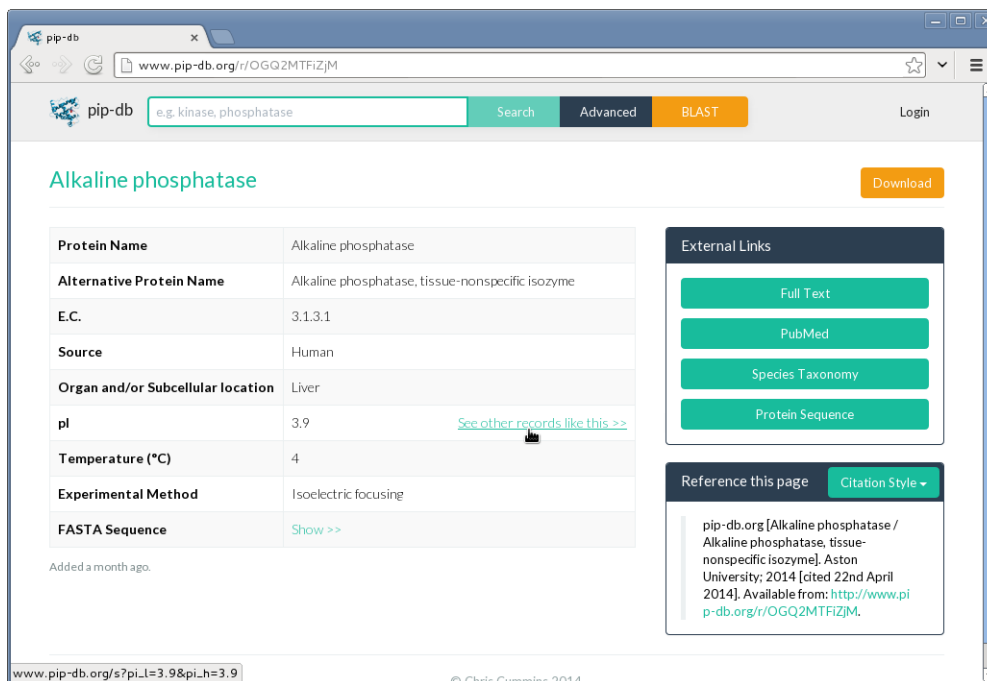 pip-db
www.pip-db.org/r/OGQ2MTFiZjM
pip-db e.g. kinase, phosphatase Search Advanced BLAST Login
Alkaline phosphatase Download
Protein Name Alkaline phosphatase
Alternative Protein Name Alkaline phosphatase, tissue-nonspecific isozyme
E.C. 3.1.3.1
Source Human
Organ and/or Subcellular location Liver
pI 3.9 See other records like this >>
Temperature (°C) 4
Experimental Method Isoelectric focusing
FASTA Sequence Show >>
Added a month ago.
External Links
Full Text
PubMed
Species Taxonomy
Protein Sequence
Reference this page Citation Style
pip-db.org [Alkaline phosphatase /
Alkaline phosphatase, tissue-
nonspecific isozyme]. Aston
University; 2014 [cited 22nd April
2014]. Available from: http://www.pi
p-db.org/r/OGQ2MTFiZjM.
www.pip-db.org/s?pi_l=3.9&pi_h=3.9
© Chris Cummins 2014